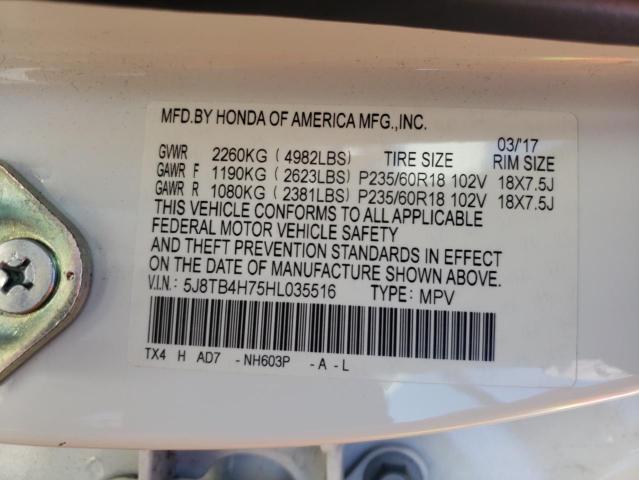 MFD.BY HONDA OF AMERICA MFG.,INC.
03/'17
GVWR 2260KG ( 4982LBS) TIRE SIZE RIM SIZE
GAWR F 1190KG ( 2623LBS) P235/60R18 102V 18X7.5J
GAWR R 1080KG ( 2381LBS) P235/60R18 102V 18X7.5J
THIS VEHICLE CONFORMS TO ALL APPLICABLE
FEDERAL MOTOR VEHICLE SAFETY
AND THEFT PREVENTION STANDARDS IN EFFECT
ON THE DATE OF MANUFACTURE SHOWN ABOVE.
V.I.N.: 5J8TB4H75HL035516 TYPE: MPV
TX4 H AD7 -NH603P -A-L